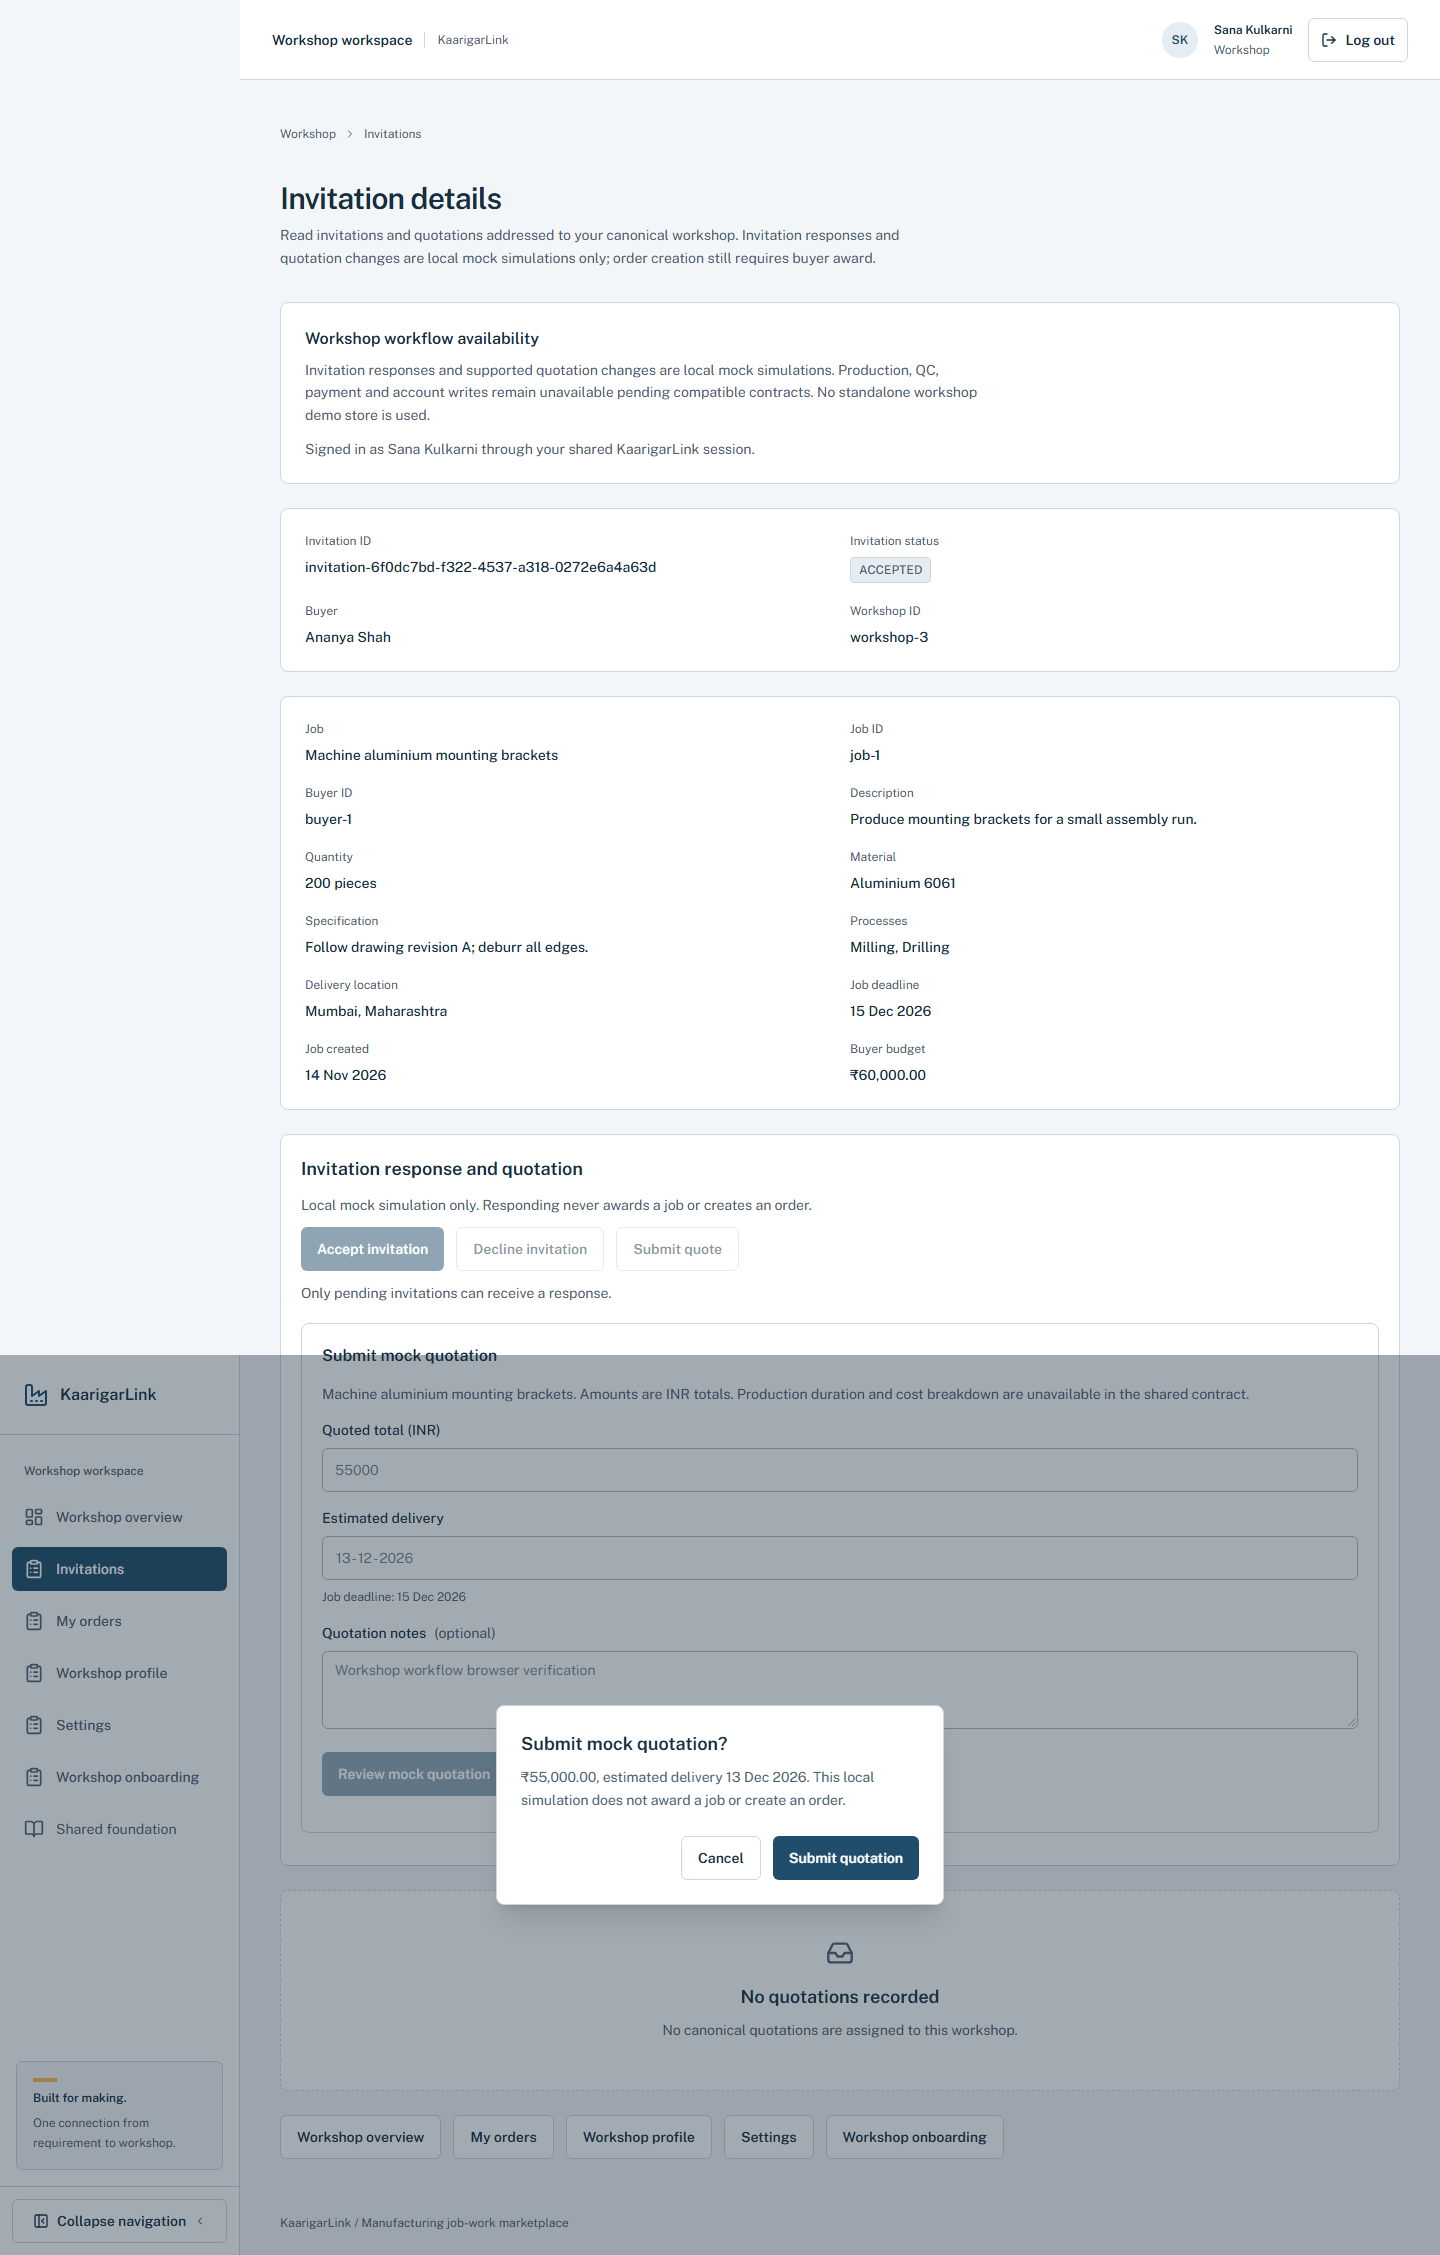 Workshop workspace
KaarigarLink
SK
Sana Kulkarni
Workshop
Log out
Workshop
Invitations
Invitation details
Read invitations and quotations addressed to your canonical workshop. Invitation responses and
quotation changes are local mock simulations only; order creation still requires buyer award.
Workshop workflow availability
Invitation responses and supported quotation changes are local mock simulations. Production, QC,
payment and account writes remain unavailable pending compatible contracts. No standalone workshop
demo store is used.
Signed in as Sana Kulkarni through your shared KaarigarLink session.
Invitation ID
invitation-6f0dc7bd-f322-4537-a318-0272e6a4a63d
Invitation status
ACCEPTED
Buyer
Ananya Shah
Workshop ID
workshop-3
Job
Machine aluminium mounting brackets
Job ID
job-1
Buyer ID
buyer-1
Description
Produce mounting brackets for a small assembly run.
Quantity
200 pieces
Material
Aluminium 6061
Specification
Follow drawing revision A; deburr all edges.
Processes
Milling, Drilling
Delivery location
Mumbai, Maharashtra
Job deadline
15 Dec 2026
Job created
14 Nov 2026
Buyer budget
₹60,000.00
Invitation response and quotation
Local mock simulation only. Responding never awards a job or creates an order.
Accept invitation
Decline invitation
Submit quote
Only pending invitations can receive a response.
Submit mock quotation
Machine aluminium mounting brackets. Amounts are INR totals. Production duration and cost breakdown are unavailable in the shared contract.
Quoted total (INR)
55000
Estimated delivery
13-12-2026
Job deadline: 15 Dec 2026
Quotation notes (optional)
Workshop workflow browser verification
Review mock quotation
Submit mock quotation?
₹55,000.00, estimated delivery 13 Dec 2026. This local
simulation does not award a job or create an order.
Cancel
Submit quotation
No quotations recorded
No canonical quotations are assigned to this workshop.
Workshop overview
My orders
Workshop profile
Settings
Workshop onboarding
KaarigarLink / Manufacturing job-work marketplace
KaarigarLink
Workshop workspace
Workshop overview
Invitations
My orders
Workshop profile
Settings
Workshop onboarding
Shared foundation
Built for making.
One connection from
requirement to workshop.
Collapse navigation